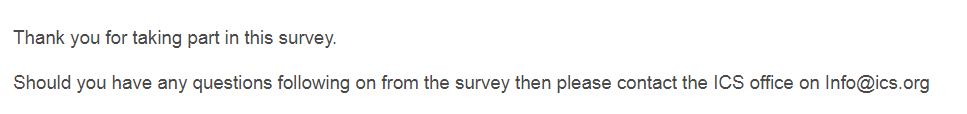 Thank you for taking part in this survey.
Should you have any questions following on from the survey then please contact the ICS office on Info@ics.org